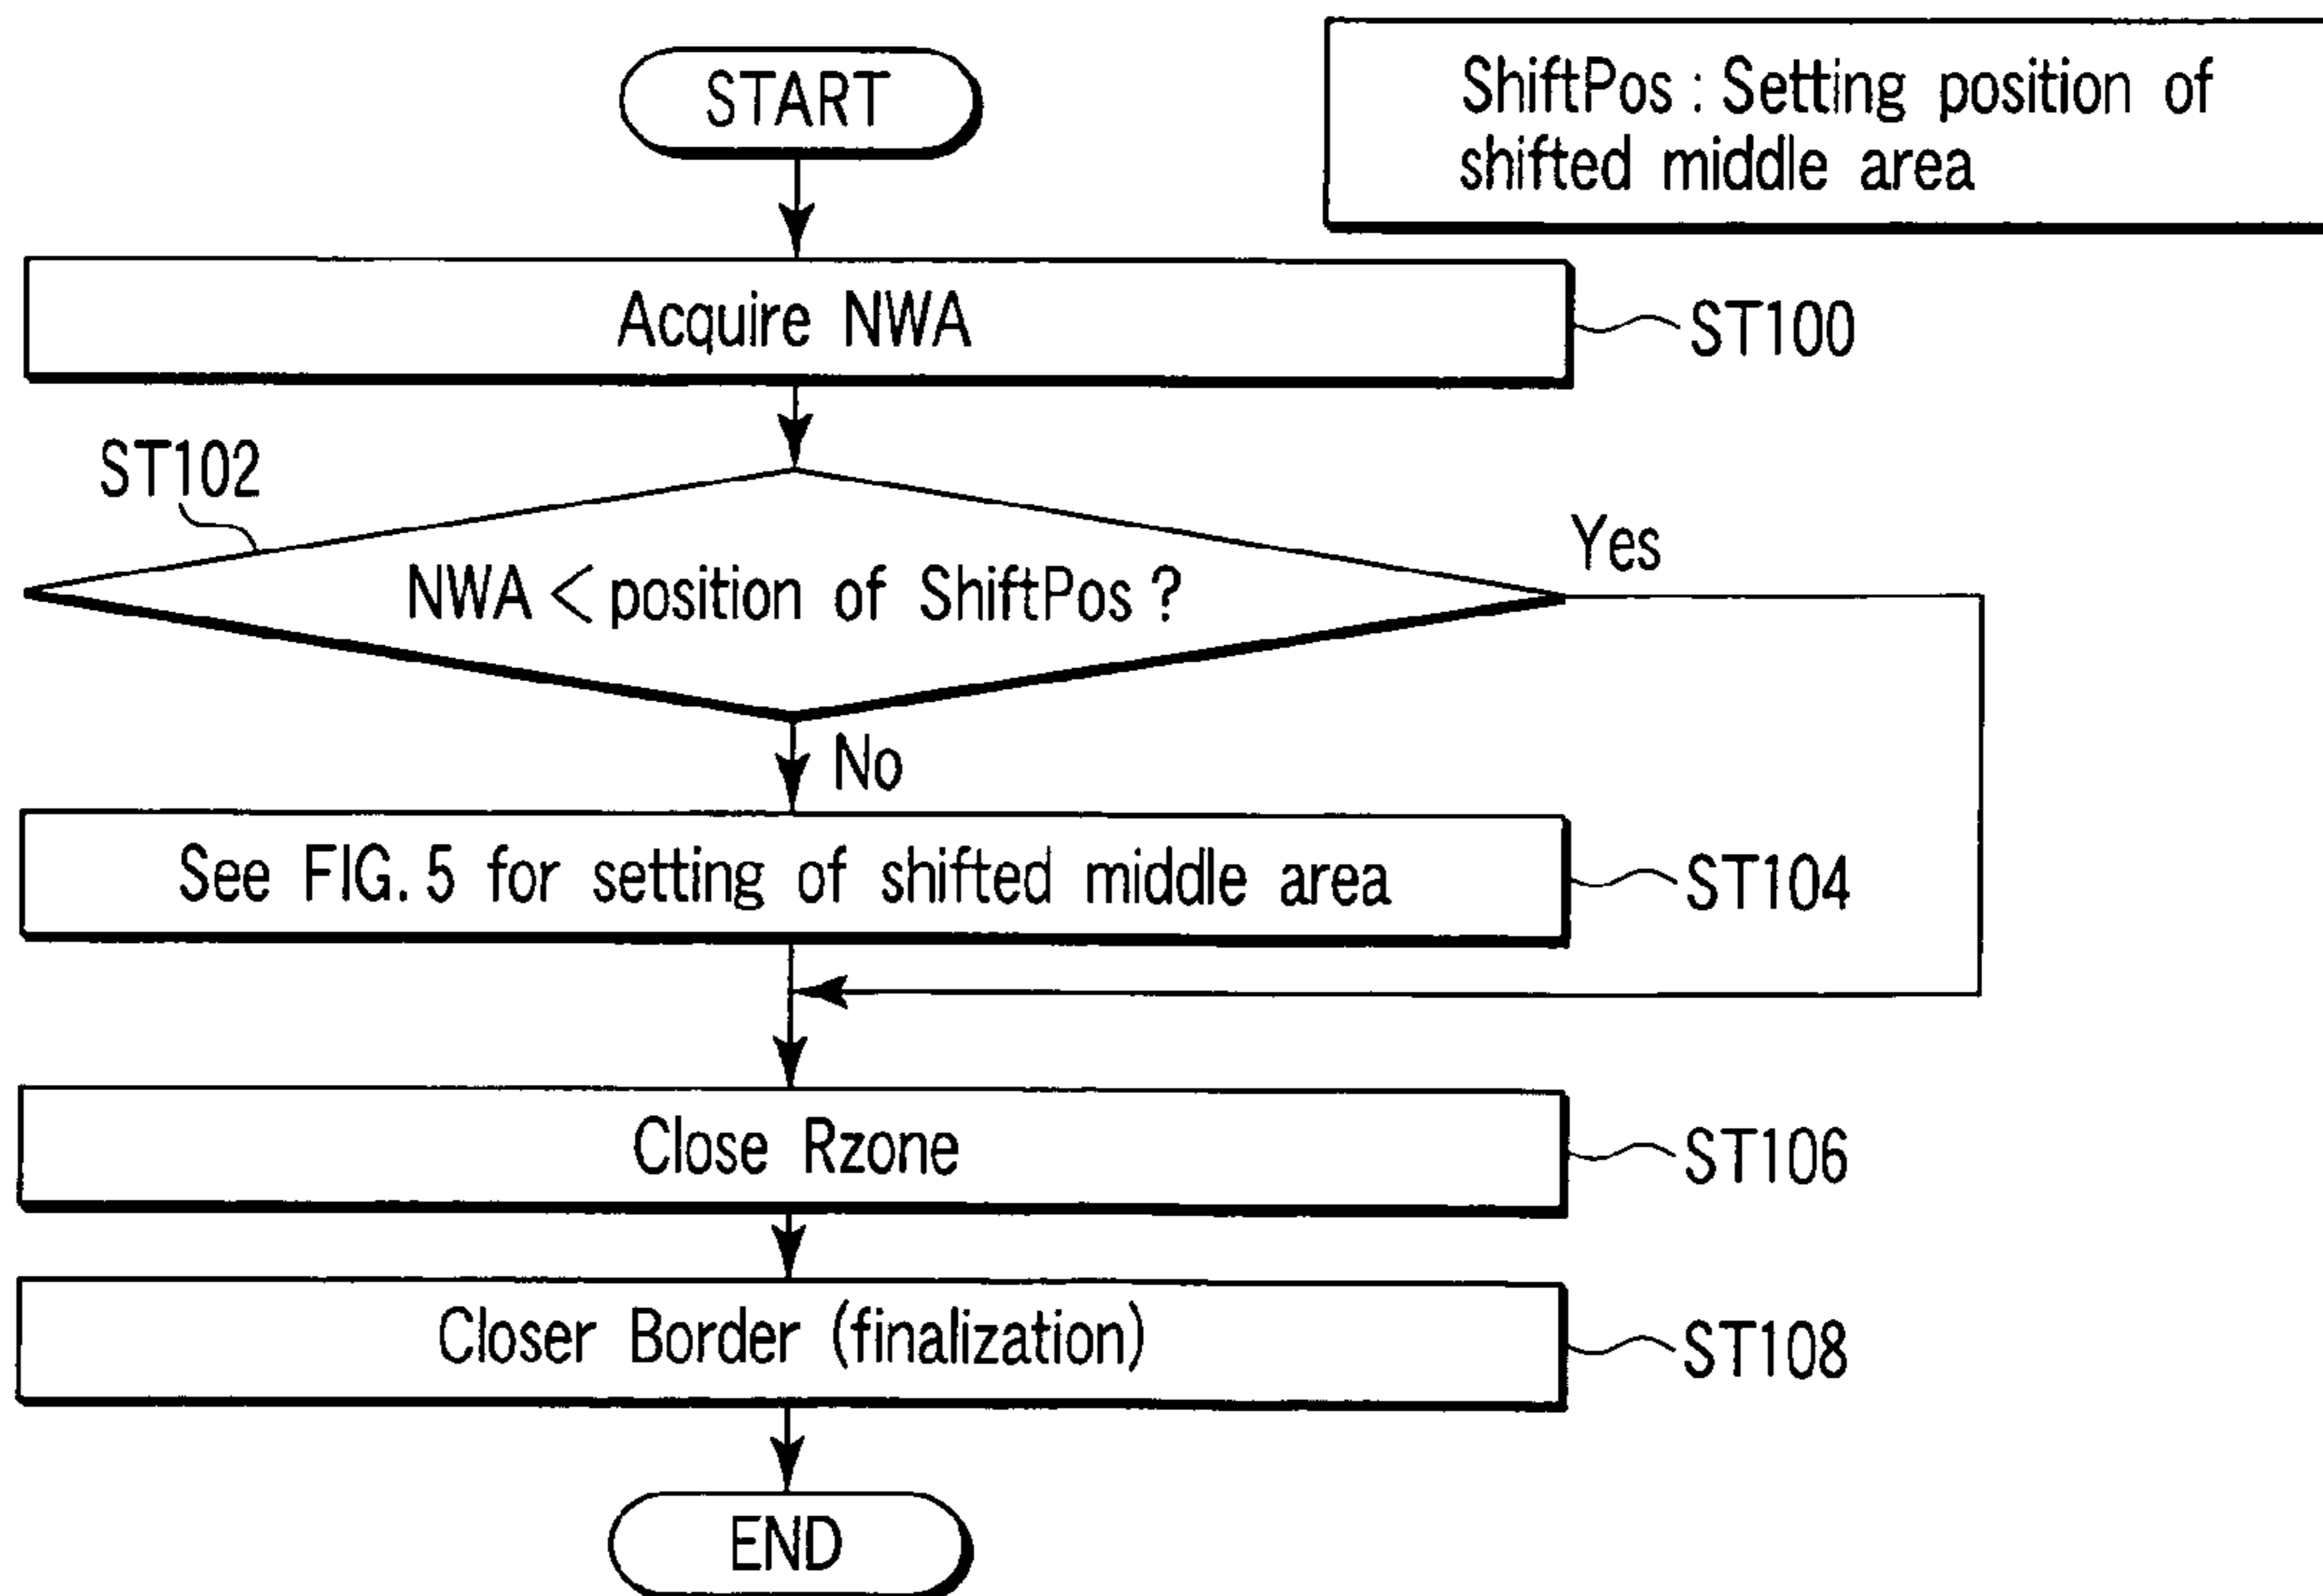 START
ShiftPos : Setting position of
shifted middle area
Acquire NWA
ST100
ST102
NWA < position of ShiftPos ?
Yes
No
See FIG. 5 for setting of shifted middle area
ST104
Close Rzone
ST106
Closer Border (finalization)
ST108
END